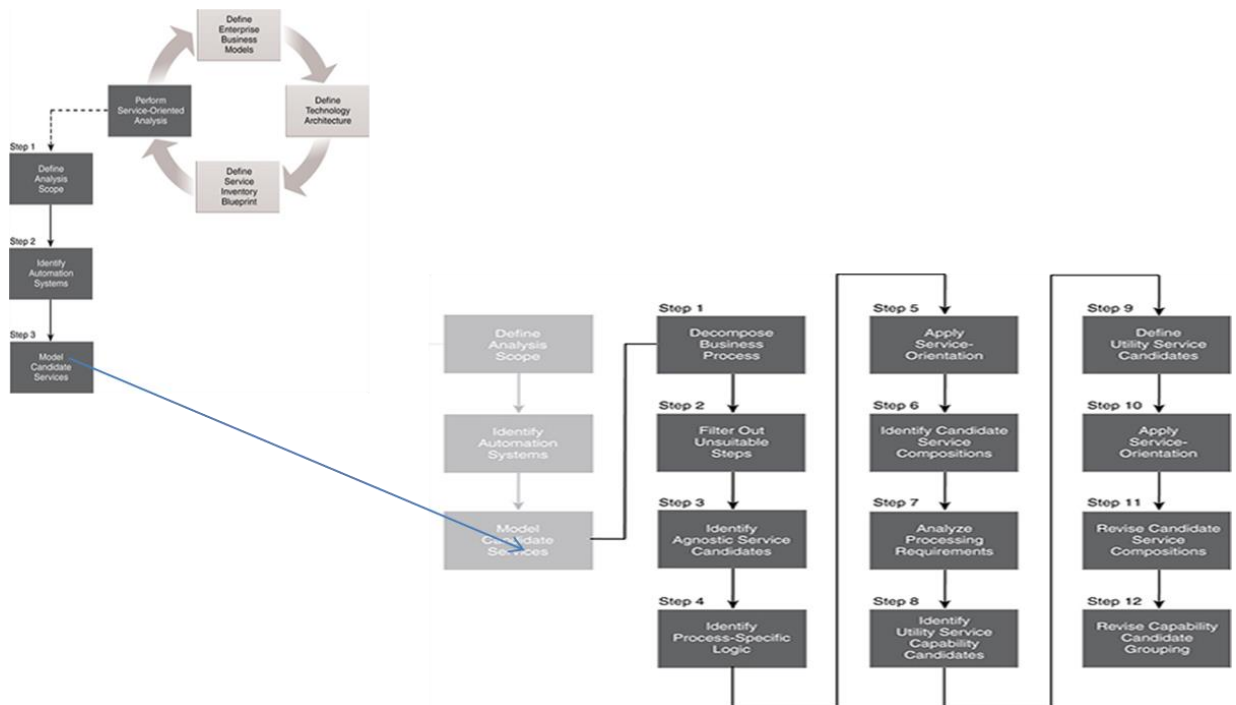 Define
Enterprise
Business
Models
Perform
Service-Oriented
Analysis
Define
Technology
Architecture
Define
Service
Inventory
Blueprint
Step 1
Define
Analysis
Scope
Step 2
Identify
Automation
Systems
Step 3
Model
Candidate
Services
Define
Analysis
Scope
Identify
Automation
Systems
Model
Candidate
Services
Step 1
Decompose
Business
Process
Step 2
Filter Out
Unsuitable
Steps
Step 3
Identify
Agnostic Service
Candidates
Step 4
Identify
Process-Specific
Logic
Step 5
Apply
Service-
Orientation
Step 6
Identify Candidate
Service
Compositions
Step 7
Analyze
Processing
Requirements
Step 8
Identify
Utility Service
Capability
Candidates
Step 9
Define
Utility Service
Candidates
Step 10
Apply
Service-
Orientation
Step 11
Revise Candidate
Service
Compositions
Step 12
Revise Capability
Candidate
Grouping